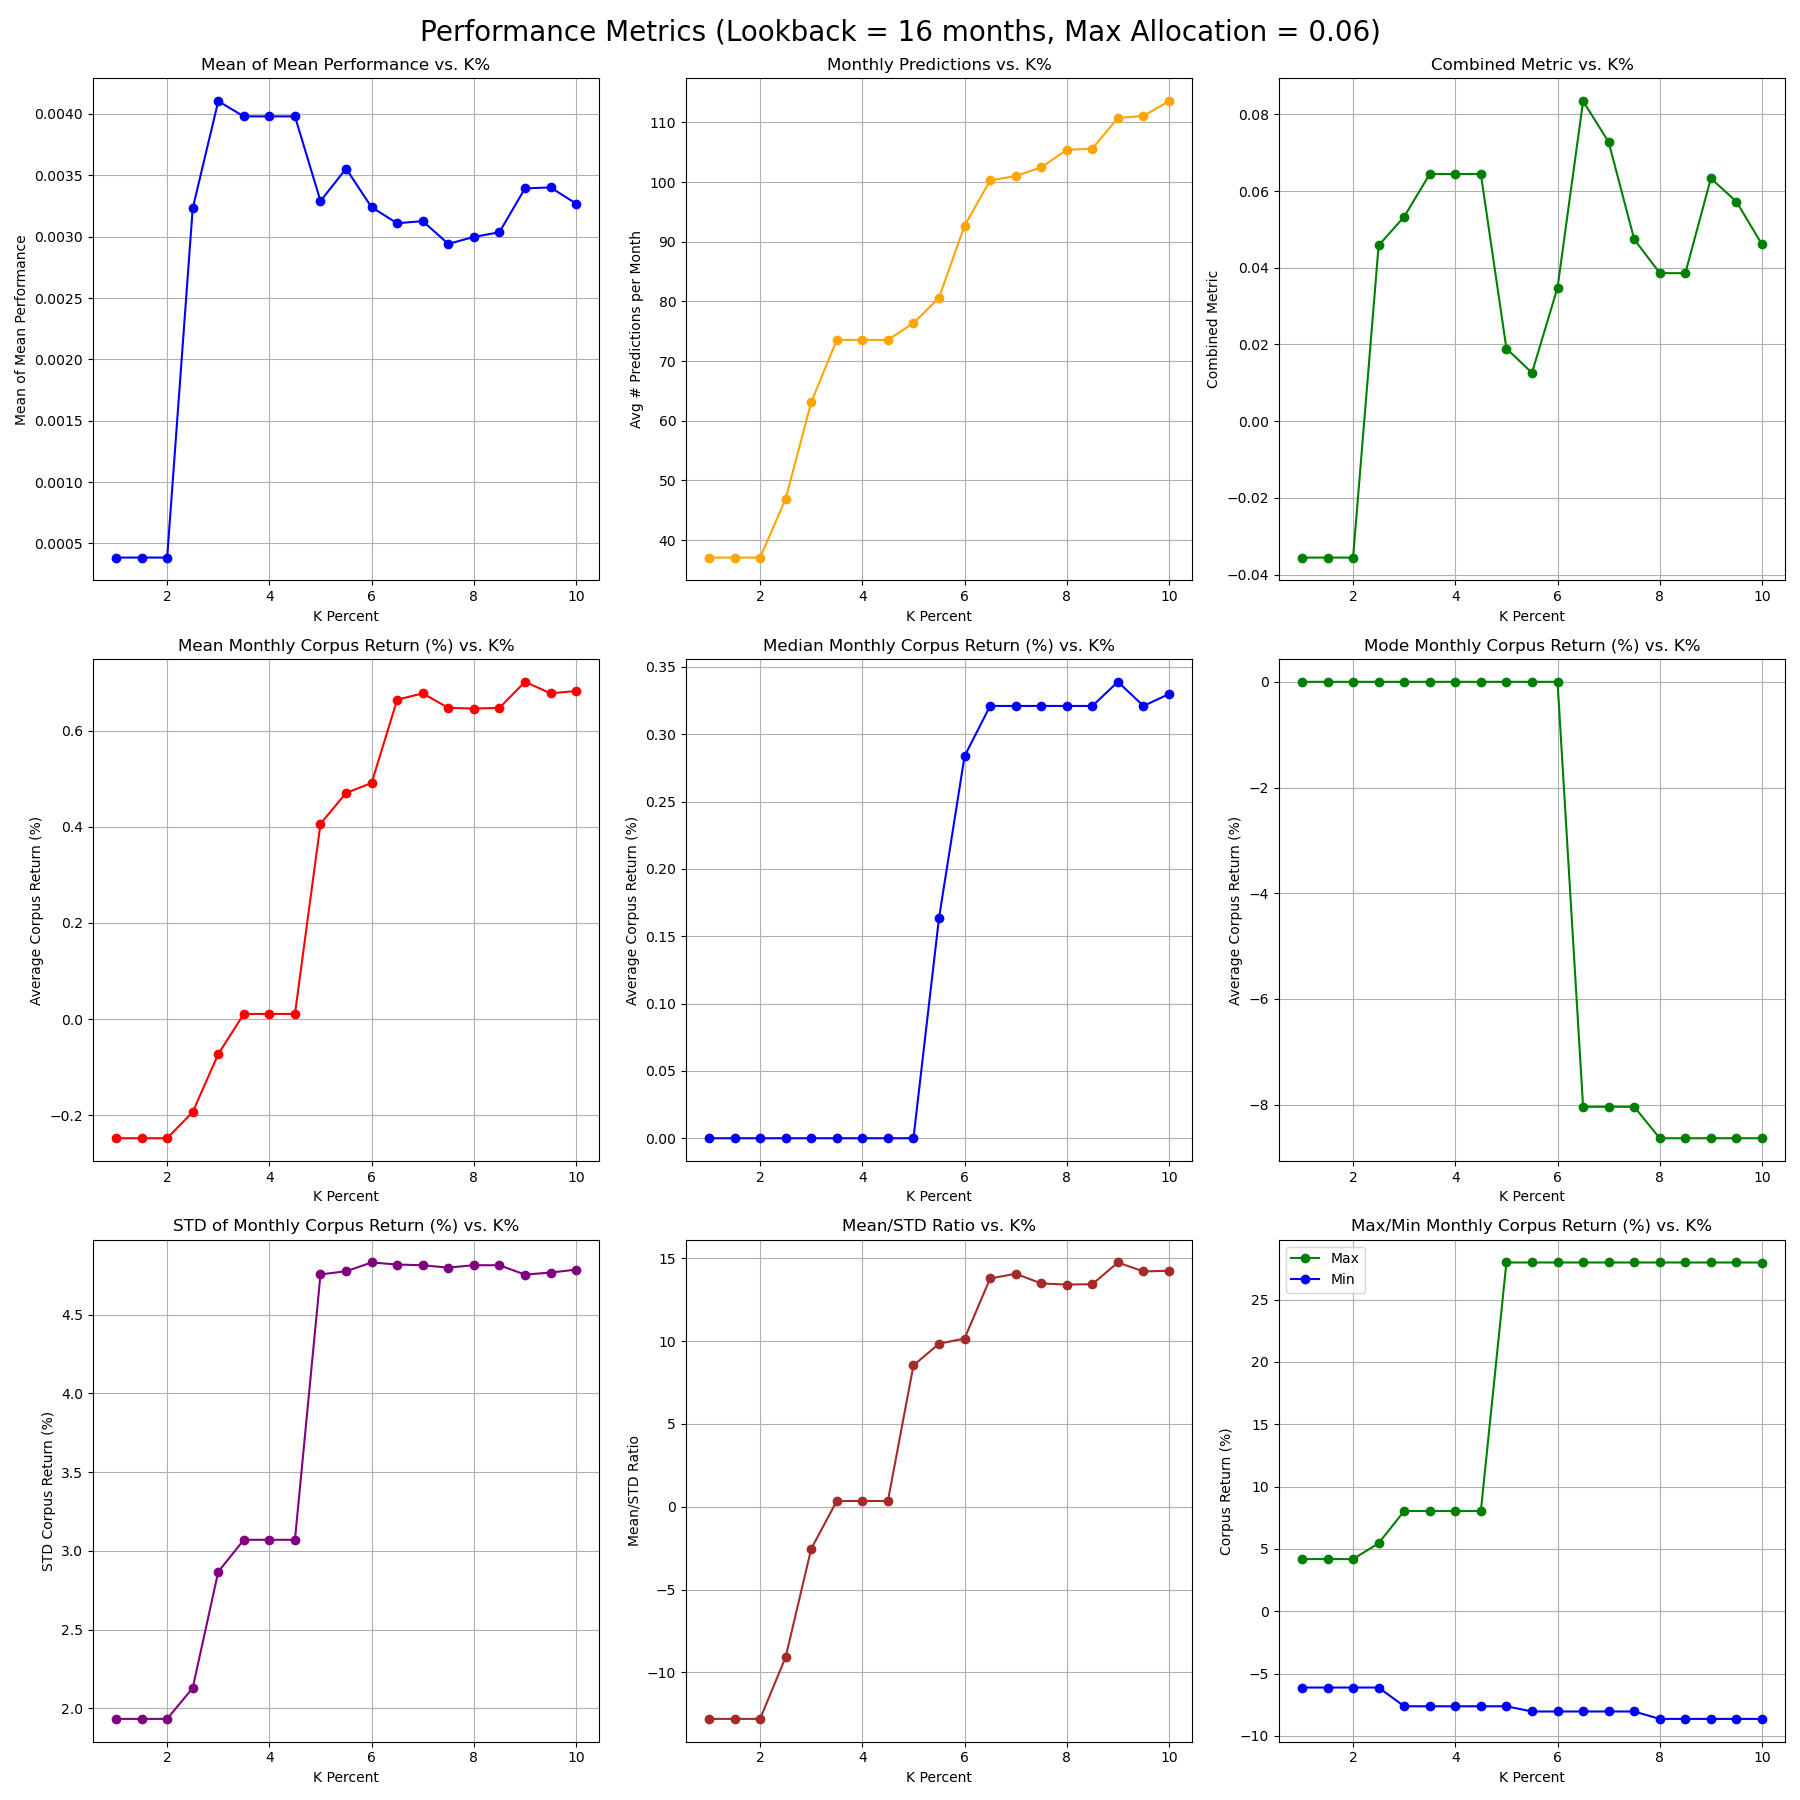 Performance Metrics (Lookback = 16 months, Max Allocation = 0.06)
Mean of Mean Performance vs. K%
Mean of Mean Performance
0.0040
0.0035
0.0030
0.0025
0.0020
0.0015
0.0010
0.0005
2 4 6 8 10
K Percent
Monthly Predictions vs. K%
Avg # Predictions per Month
110
100
90
80
70
60
50
40
2 4 6 8 10
K Percent
Combined Metric vs. K%
Combined Metric
0.08
0.06
0.04
0.02
0.00
−0.02
−0.04
2 4 6 8 10
K Percent
Mean Monthly Corpus Return (%) vs. K%
Average Corpus Return (%)
0.6
0.4
0.2
0.0
−0.2
2 4 6 8 10
K Percent
Median Monthly Corpus Return (%) vs. K%
Average Corpus Return (%)
0.35
0.30
0.25
0.20
0.15
0.10
0.05
0.00
2 4 6 8 10
K Percent
Mode Monthly Corpus Return (%) vs. K%
Average Corpus Return (%)
0
−2
−4
−6
−8
2 4 6 8 10
K Percent
STD of Monthly Corpus Return (%) vs. K%
STD Corpus Return (%)
4.5
4.0
3.5
3.0
2.5
2.0
2 4 6 8 10
K Percent
Mean/STD Ratio vs. K%
Mean/STD Ratio
15
10
5
0
−5
−10
2 4 6 8 10
K Percent
Max/Min Monthly Corpus Return (%) vs. K%
Max
Min
Corpus Return (%)
25
20
15
10
5
0
−5
−10
2 4 6 8 10
K Percent